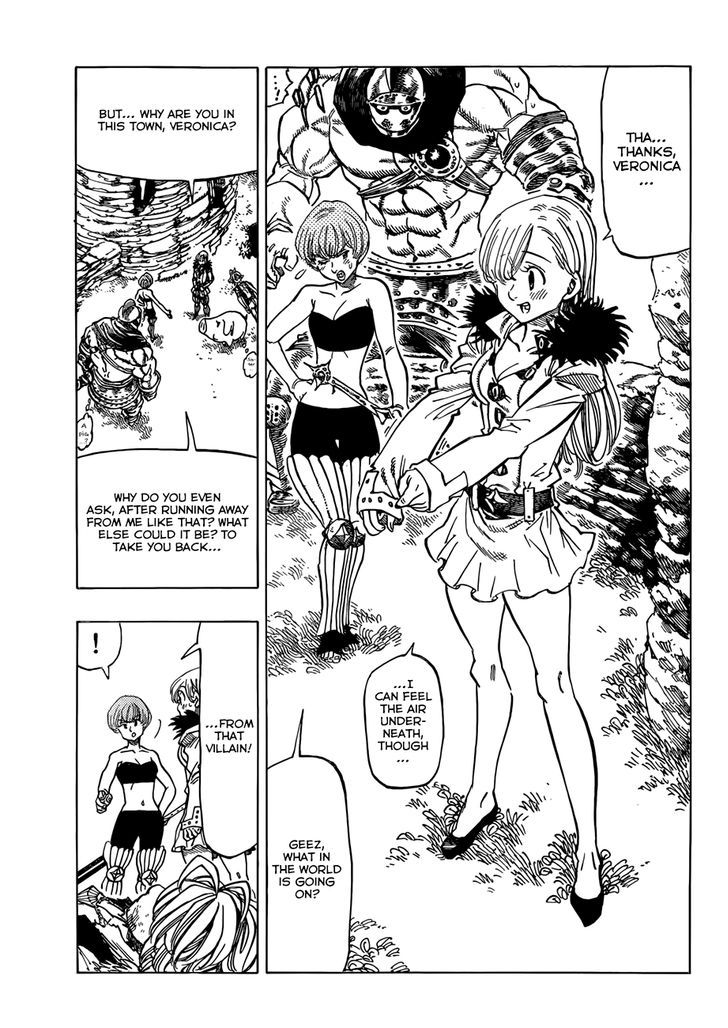 THA...
THANKS,
VERONICA
...
...I
CAN FEEL
THE AIR
UNDER-
NEATH,
THOUGH
...
GEEZ,
WHAT IN
THE WORLD
IS GOING
ON?
BUT... WHY ARE YOU IN
THIS TOWN, VERONICA?
WHY DO YOU EVEN
ASK, AFTER RUNNING AWAY
FROM ME LIKE THAT? WHAT
ELSE COULD IT BE? TO
TAKE YOU BACK...
...FROM
THAT
VILLAIN!
!